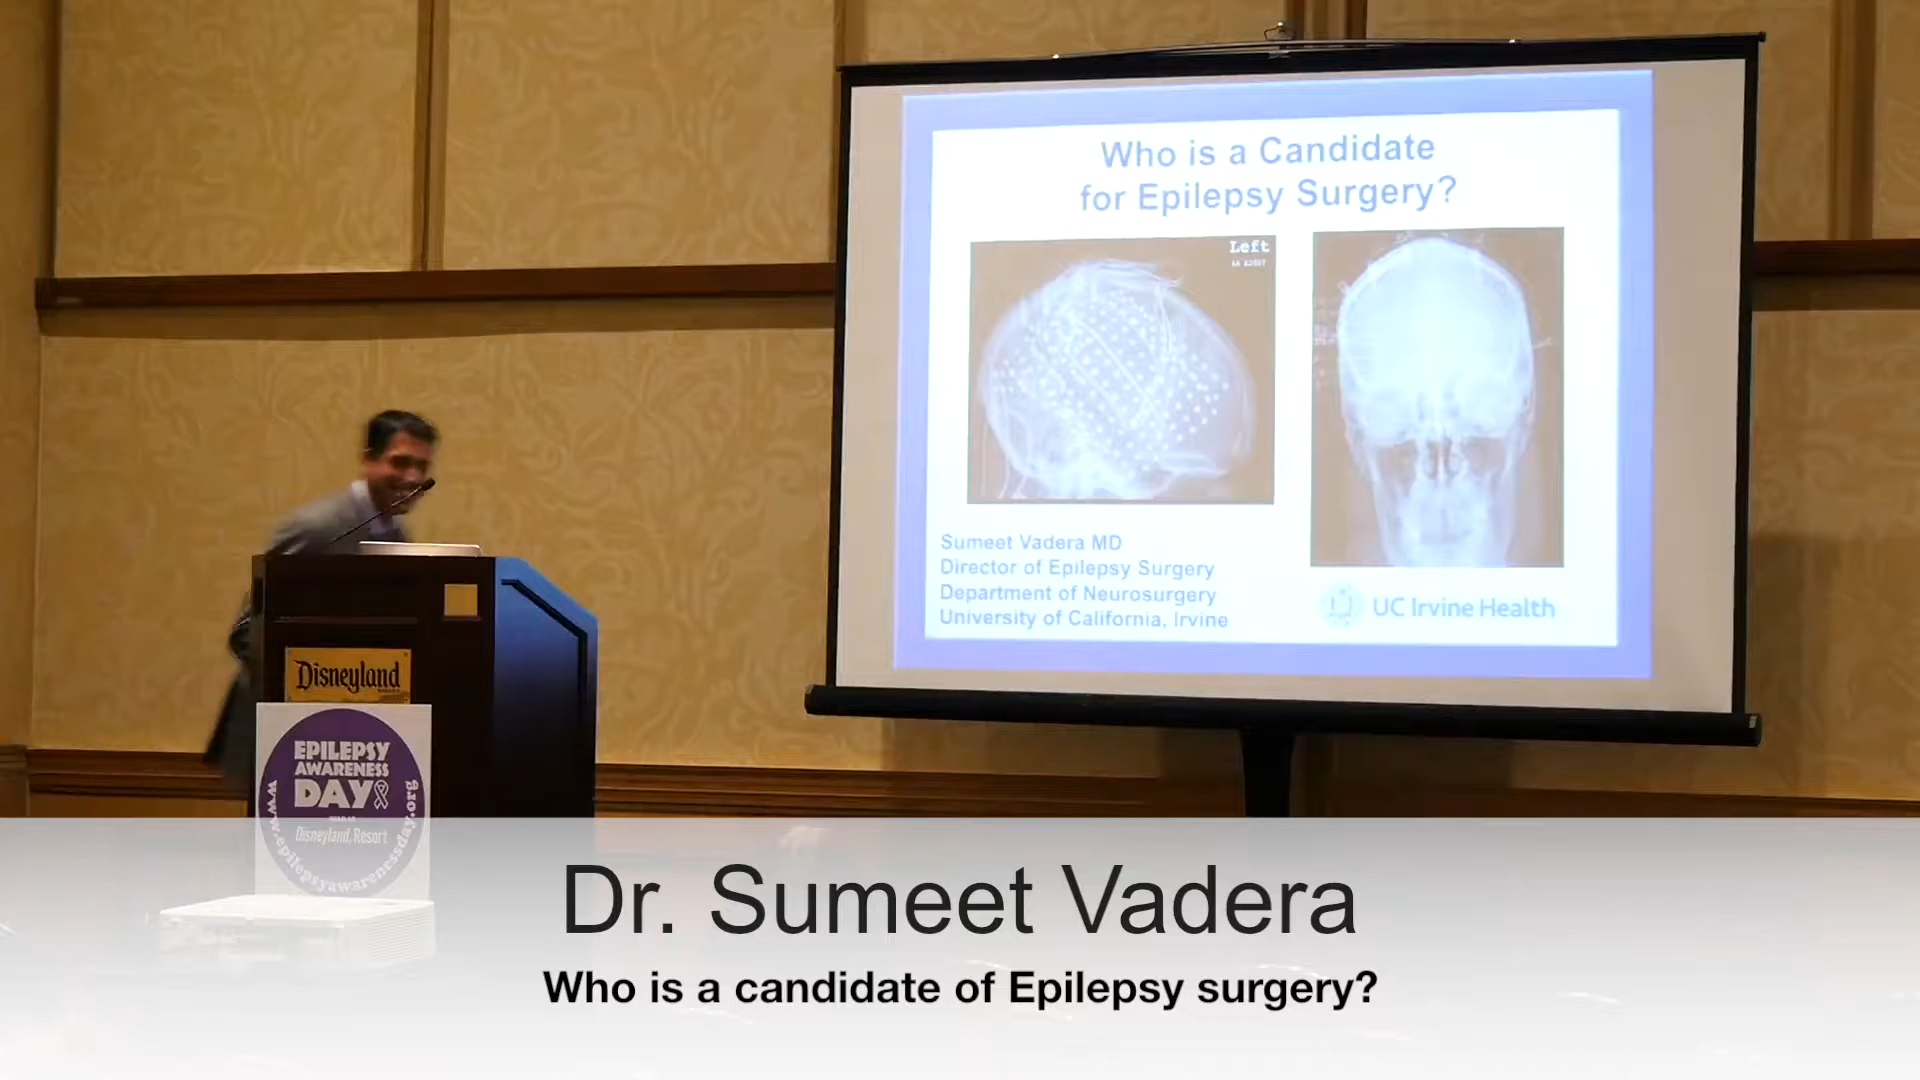 Who is a Candidate
for Epilepsy Surgery?
Left
Sumeet Vadera MD
Director of Epilepsy Surgery
Department of Neurosurgery
University of California, Irvine
UC Irvine Health
Disneyland
EPILEPSY
AWARENESS
DAY
Disneyland Resort
www.epilepsyawarenessday.org
Dr. Sumeet Vadera
Who is a candidate of Epilepsy surgery?